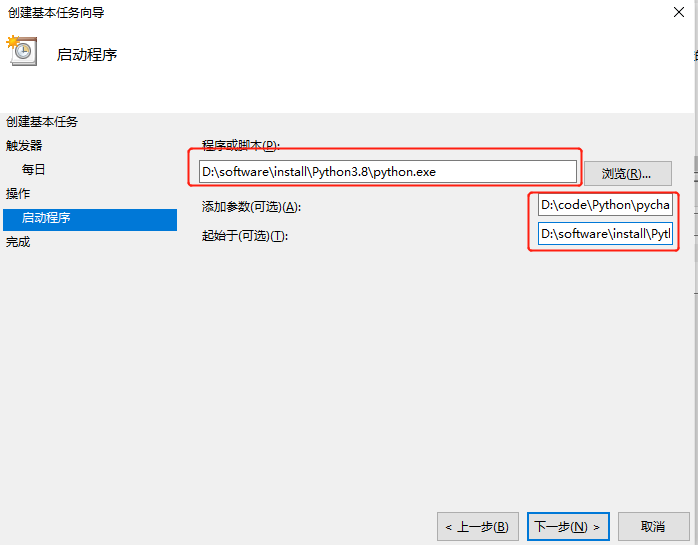 创建基本任务向导
启动程序
创建基本任务
触发器
每日
操作
启动程序
完成
程序或脚本(P):
D:\software\install\Python3.8\python.exe
浏览(R)...
添加参数(可选)(A):
D:\code\Python\pycha
起始于(可选)(T):
D:\software\install\Pyt
< 上一步(B)
下一步(N) >
取消